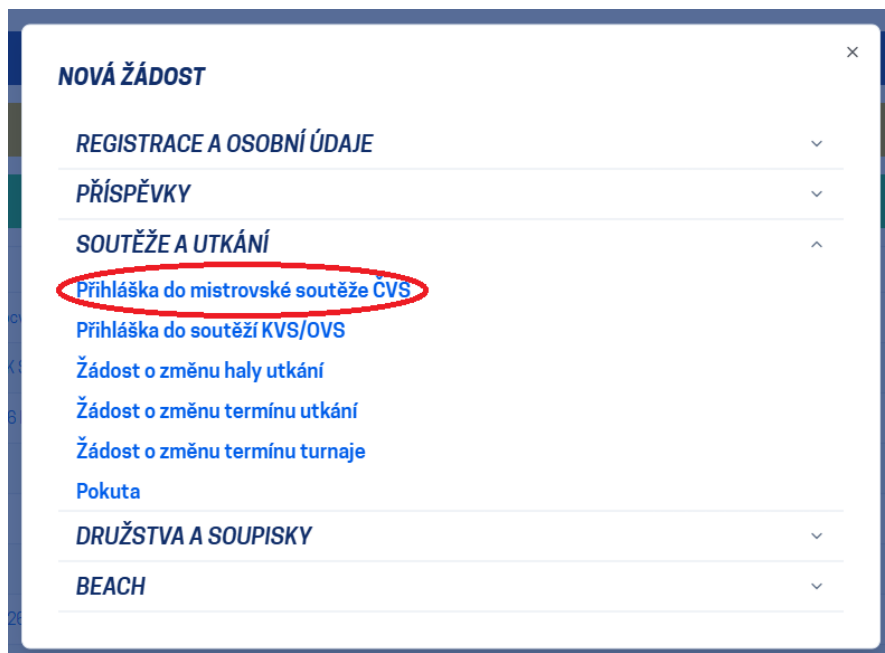 NOVÁ ŽÁDOST
REGISTRACE A OSOBNÍ ÚDAJE
PŘÍSPĚVKY
SOUTĚŽE A UTKÁNÍ
Přihláška do mistrovské soutěže ČVS
Přihláška do soutěží KVS/OVS
Žádost o změnu haly utkání
Žádost o změnu termínu utkání
Žádost o změnu termínu turnaje
Pokuta
DRUŽSTVA A SOUPISKY
BEACH